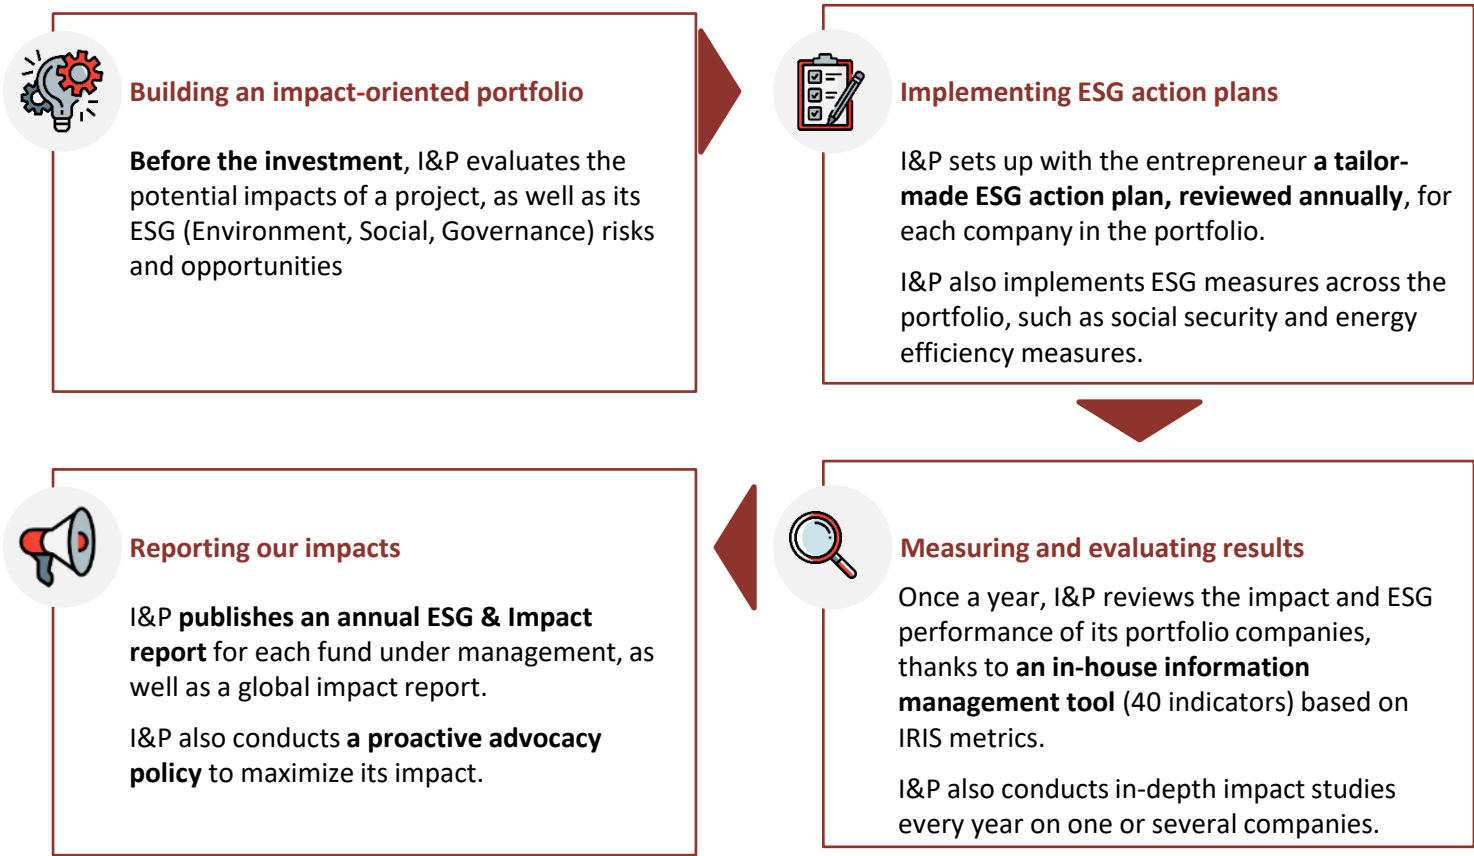 Building an impact-oriented portfolio
Before the investment, I&P evaluates the
potential impacts of a project, as well as its
ESG (Environment, Social, Governance) risks
and opportunities
Implementing ESG action plans
I&P sets up with the entrepreneur a tailor-
made ESG action plan, reviewed annually, for
each company in the portfolio.
I&P also implements ESG measures across the
portfolio, such as social security and energy
efficiency measures.
Measuring and evaluating results
Once a year, I&P reviews the impact and ESG
performance of its portfolio companies,
thanks to an in-house information
management tool (40 indicators) based on
IRIS metrics.
I&P also conducts in-depth impact studies
every year on one or several companies.
Reporting our impacts
I&P publishes an annual ESG & Impact
report for each fund under management, as
well as a global impact report.
I&P also conducts a proactive advocacy
policy to maximize its impact.